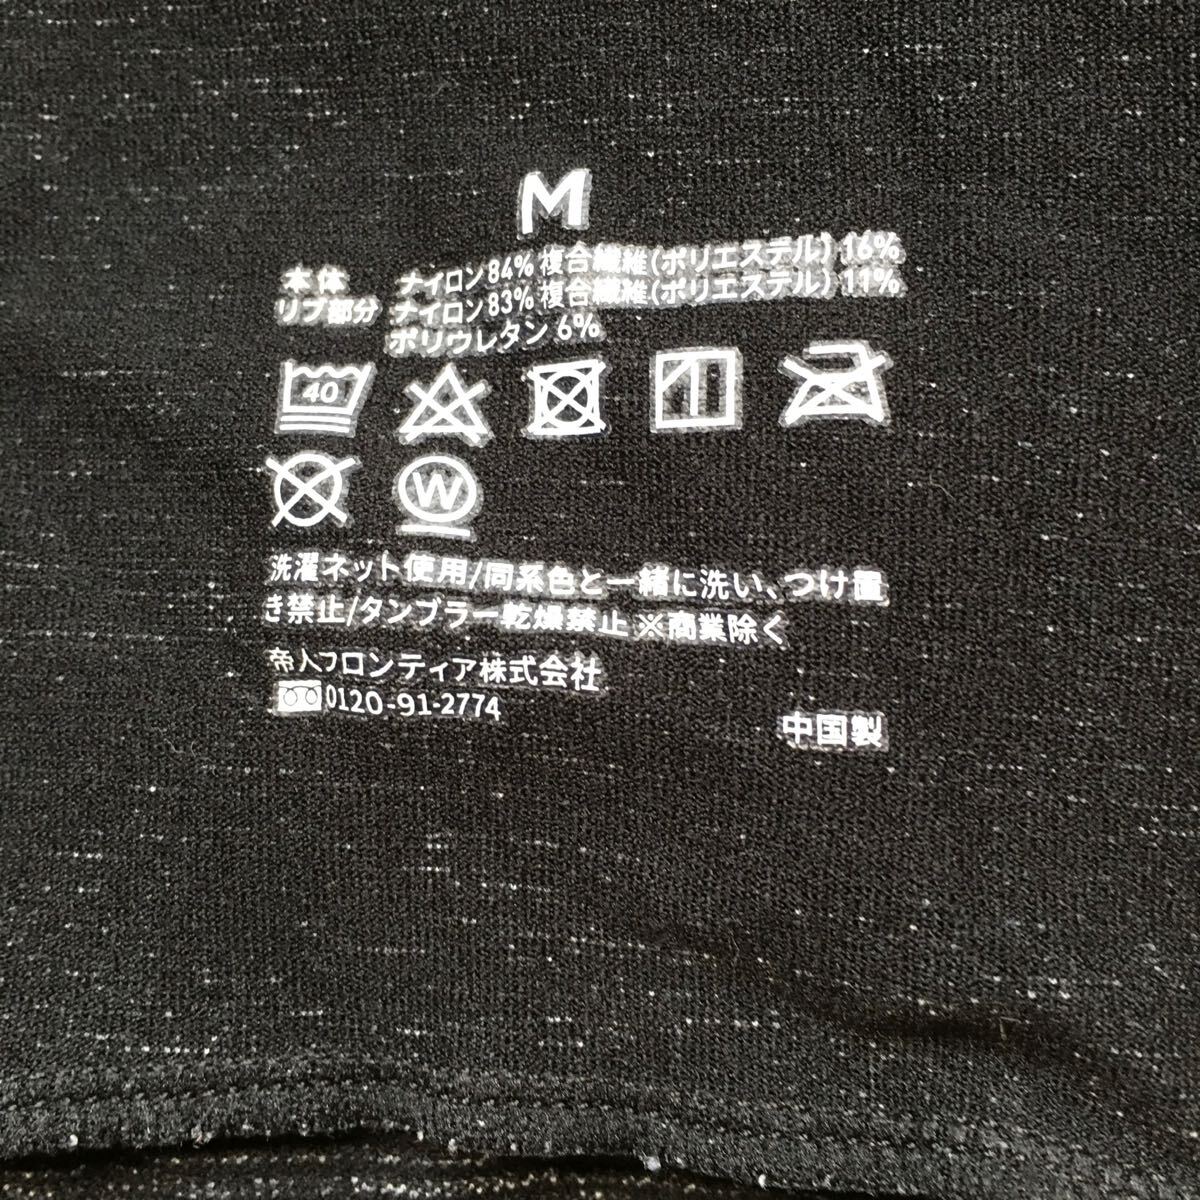 M
本体 ナイロン84% 複合繊維(ポリエステル)16%
リブ部分 ナイロン83% 複合繊維(ポリエステル)11%
ポリウレタン 6%
40
W
洗濯ネット使用/同系色と一緒に洗い、つけ置
き禁止/タンブラー乾燥禁止 ※商業除く
帝人フロンティア株式会社
0120-91-2774
中国製